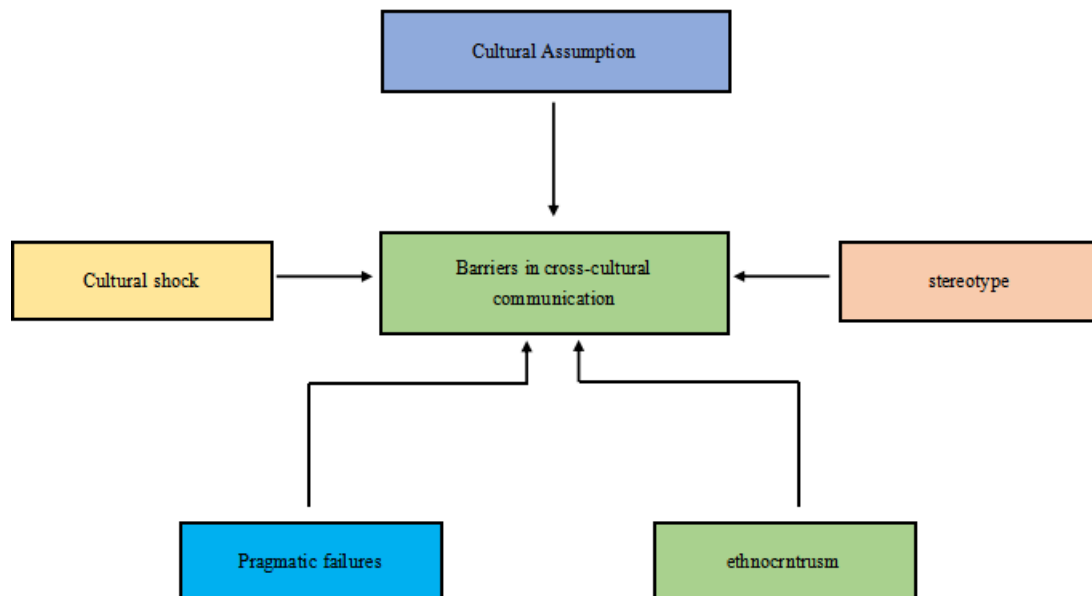 Cultural Assumption
Cultural shock
Barriers in cross-cultural
communication
stereotype
Pragmatic failures
ethnocrntrusm